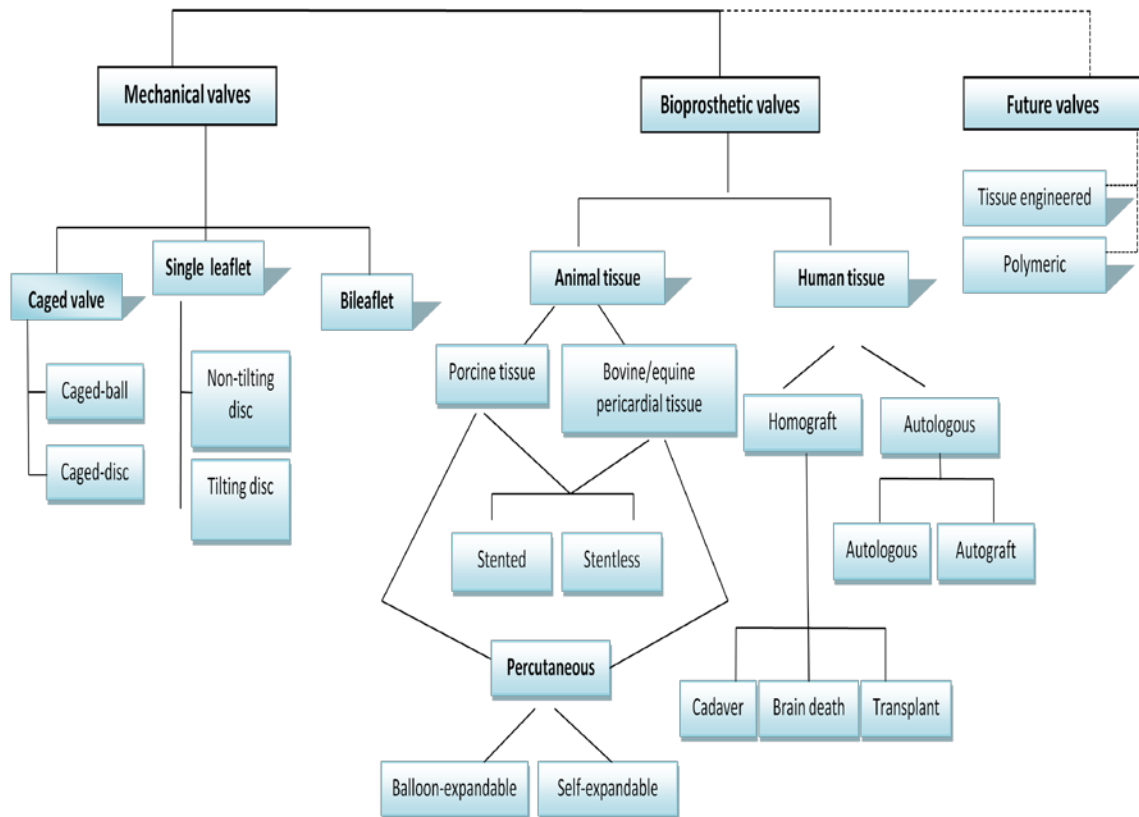 Mechanical valves
Bioprosthetic valves
Future valves
Tissue engineered
Polymeric
Single leaflet
Caged valve
Bileaflet
Animal tissue
Human tissue
Caged-ball
Caged-disc
Non-tilting
disc
Tilting disc
Porcine tissue
Bovine/equine
pericardial tissue
Homograft
Autologous
Stented
Stentless
Autologous
Autograft
Percutaneous
Cadaver
Brain death
Transplant
Balloon-expandable
Self-expandable